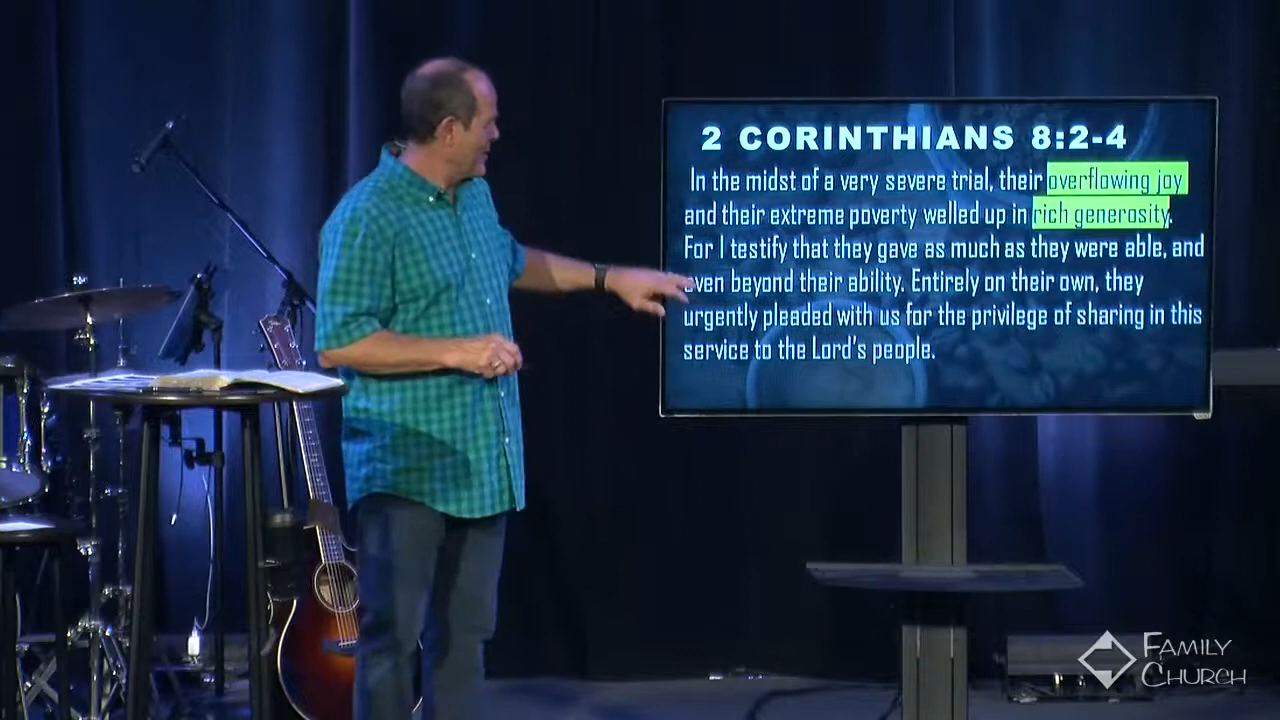 2 CORINTHIANS 8:2-4
In the midst of a very severe trial, their overflowing joy
and their extreme poverty welled up in rich generosity.
For I testify that they gave as much as they were able, and
even beyond their ability. Entirely on their own, they
urgently pleaded with us for the privilege of sharing in this
service to the Lord's people.
FAMILY
CHURCH